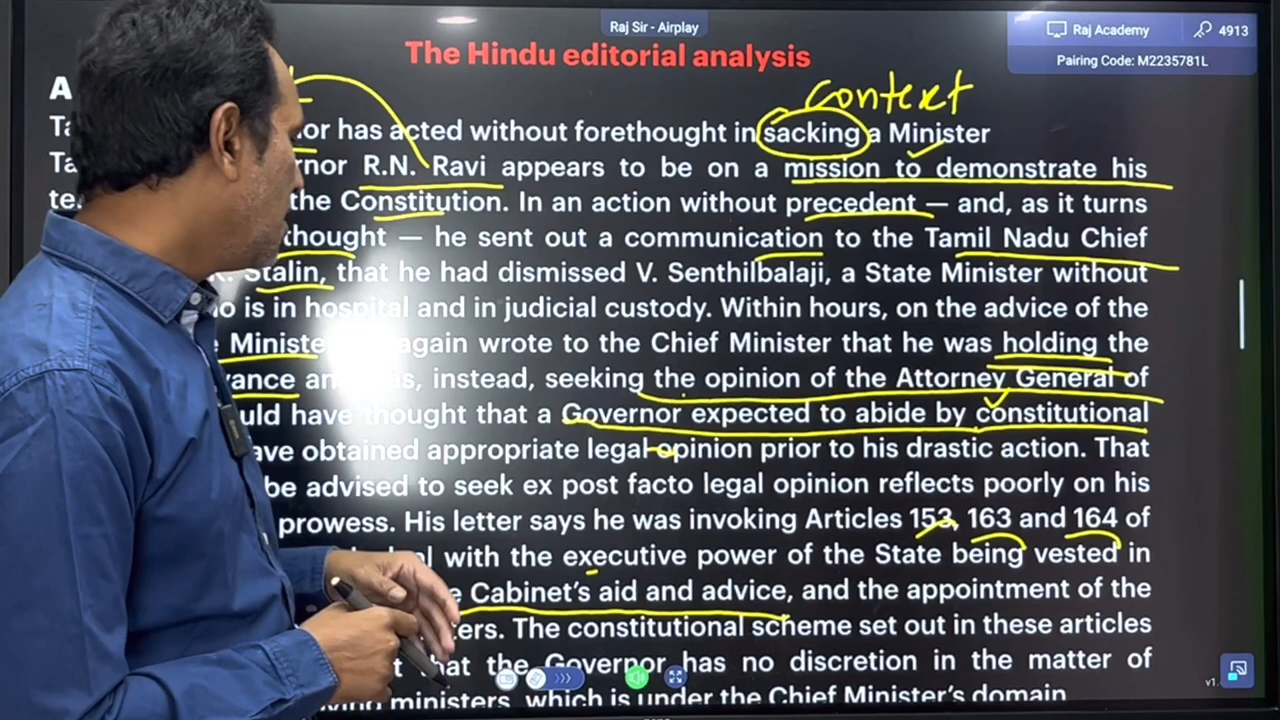 Raj Sir - Airplay
Raj Academy 4913
Pairing Code: M2235781L
The Hindu editorial analysis
Context
A
Ta or has acted without forethought in sacking a Minister
Ta rnor R.N. Ravi appears to be on a mission to demonstrate his
te the Constitution. In an action without precedent — and, as it turns
thought — he sent out a communication to the Tamil Nadu Chief
K. Stalin, that he had dismissed V. Senthilbalaji, a State Minister without
is in hospital and in judicial custody. Within hours, on the advice of the
Ministe again wrote to the Chief Minister that he was holding the
vance instead, seeking the opinion of the Attorney General of
uld have thought that a Governor expected to abide by constitutional
ave obtained appropriate legal opinion prior to his drastic action. That
be advised to seek ex post facto legal opinion reflects poorly on his
prowess. His letter says he was invoking Articles 153, 163 and 164 of
with the executive power of the State being vested in
Cabinet's aid and advice, and the appointment of the
ters. The constitutional scheme set out in these articles
that the Governor has no discretion in the matter of
ministers, which is under the Chief Minister's domain
v1.